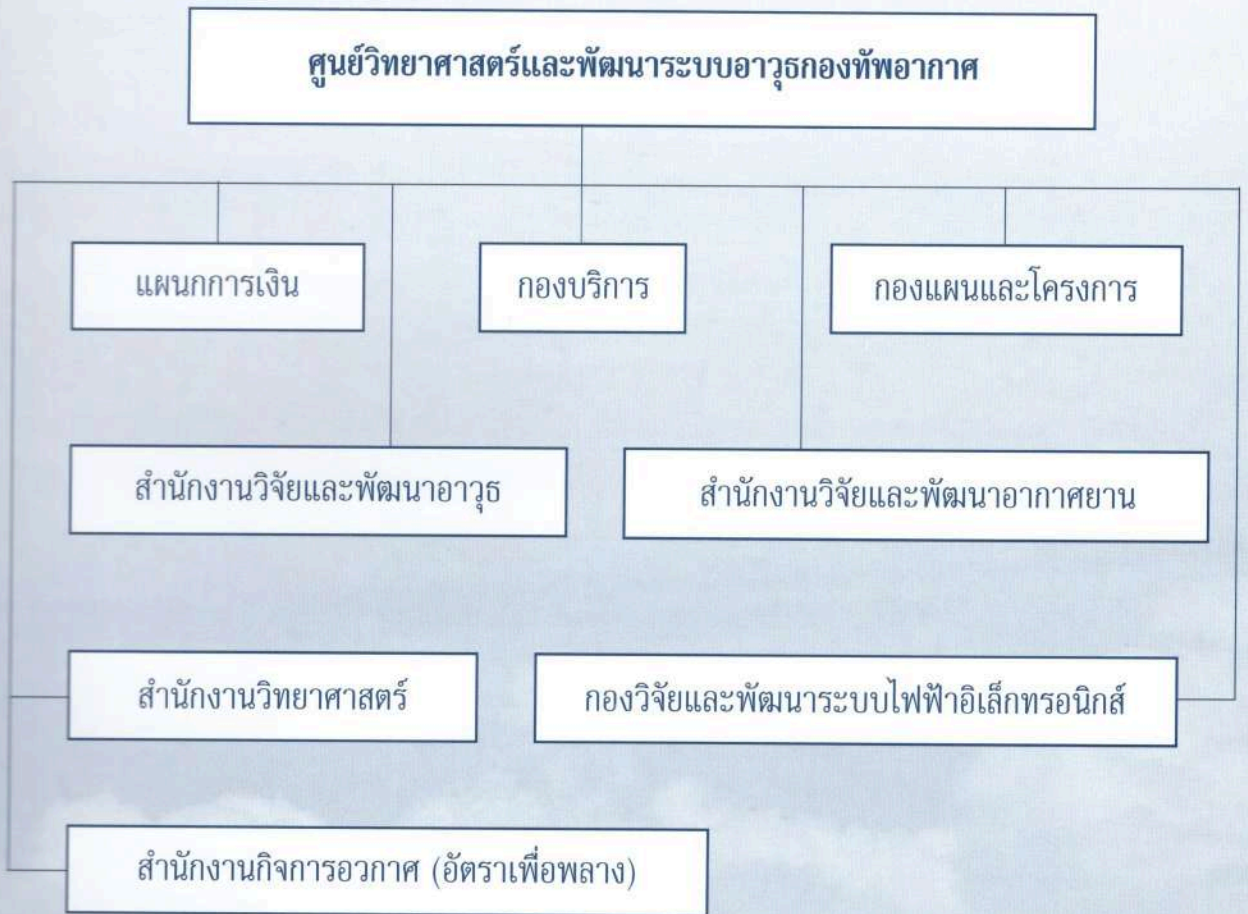 ศูนย์วิทยาศาสตร์และพัฒนาระบบอาวุธกองทัพอากาศ
แผนกการเงิน
กองบริการ
กองแผนและโครงการ
สำนักงานวิจัยและพัฒนาอาวุธ
สำนักงานวิจัยและพัฒนาอากาศยาน
สำนักงานวิทยาศาสตร์
กองวิจัยและพัฒนาระบบไฟฟ้าอิเล็กทรอนิกส์
สำนักงานกิจการอวกาศ (อัตราเพื่อพลาง)